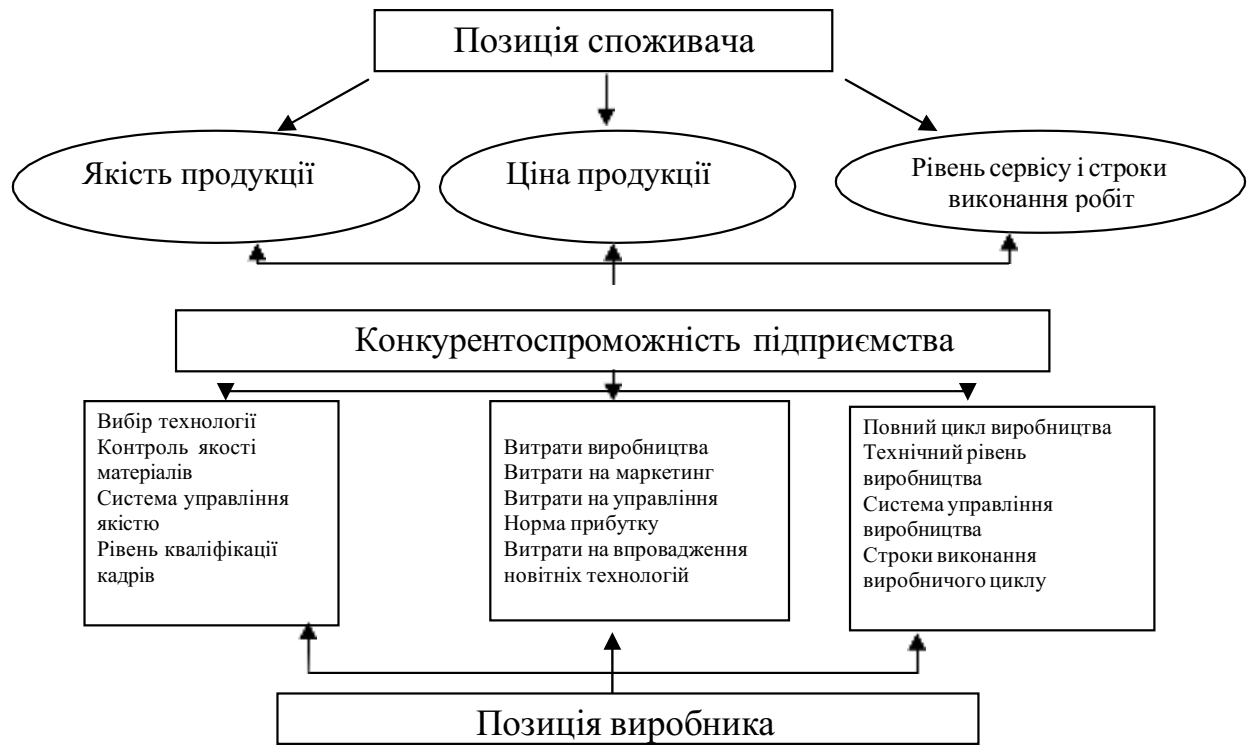 Позиція споживача
Якість продукції
Ціна продукції
Рівень сервісу і строки
виконання робіт
Конкурентоспроможність підприємства
Вибір технології
Контроль якості
матеріалів
Система управління
якістю
Рівень кваліфікації
кадрів
Витрати виробництва
Витрати на маркетинг
Витрати на управління
Норма прибутку
Витрати на впровадження
новітніх технологій
Повний цикл виробництва
Технічний рівень
виробництва
Система управління
виробництва
Строки виконання
виробничого циклу
Позиція виробника